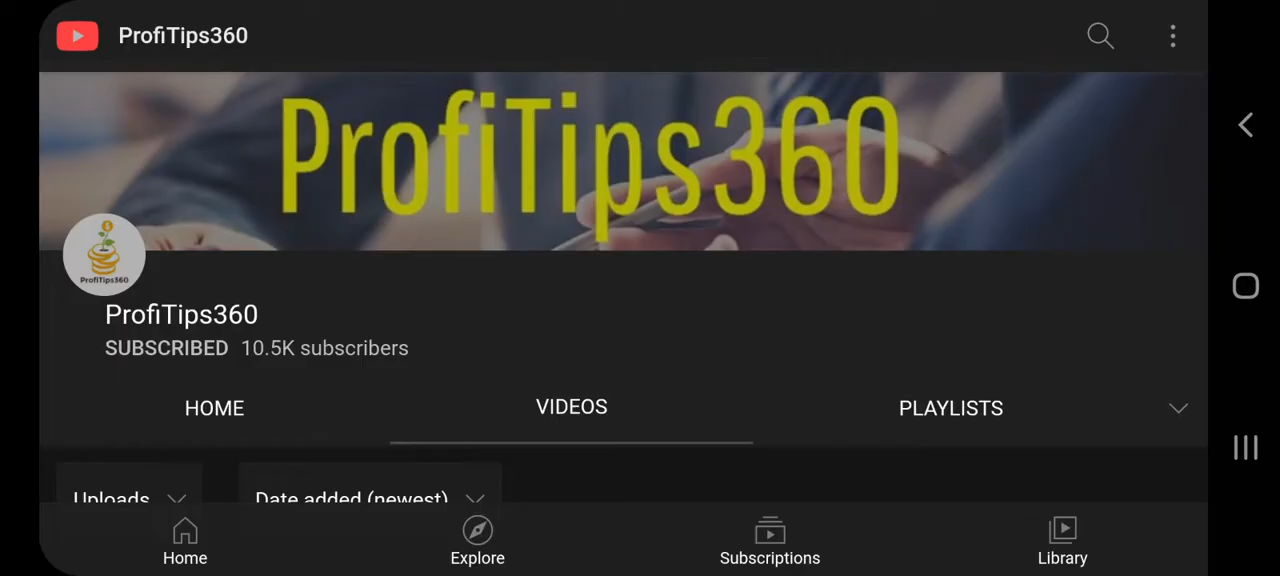 ProfiTips360
ProfiTips360
ProfiTips360
ProfiTips360
SUBSCRIBED 10.5K subscribers
HOME VIDEOS PLAYLISTS
Uploads Date added (newest)
Home Explore Subscriptions Library